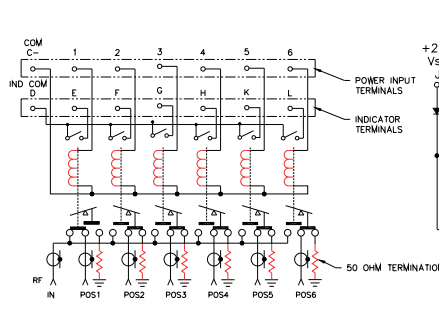 COM
C- 1 2 3 4 5 6
+2
Vs
J
POWER INPUT
TERMINALS
IND COM
D E F G H K L
INDICATOR
TERMINALS
50 OHM TERMINATION
RF
IN POS1 POS2 POS3 POS4 POS5 POS6